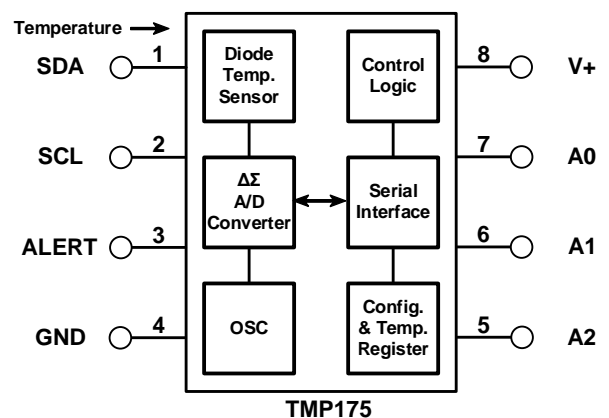 Temperature
SDA
1
Diode
Temp.
Sensor
Control
Logic
8
V+
SCL
2
ΔΣ
A/D
Converter
Serial
Interface
7
A0
ALERT
3
6
A1
GND
4
OSC
Config.
& Temp.
Register
5
A2
TMP175